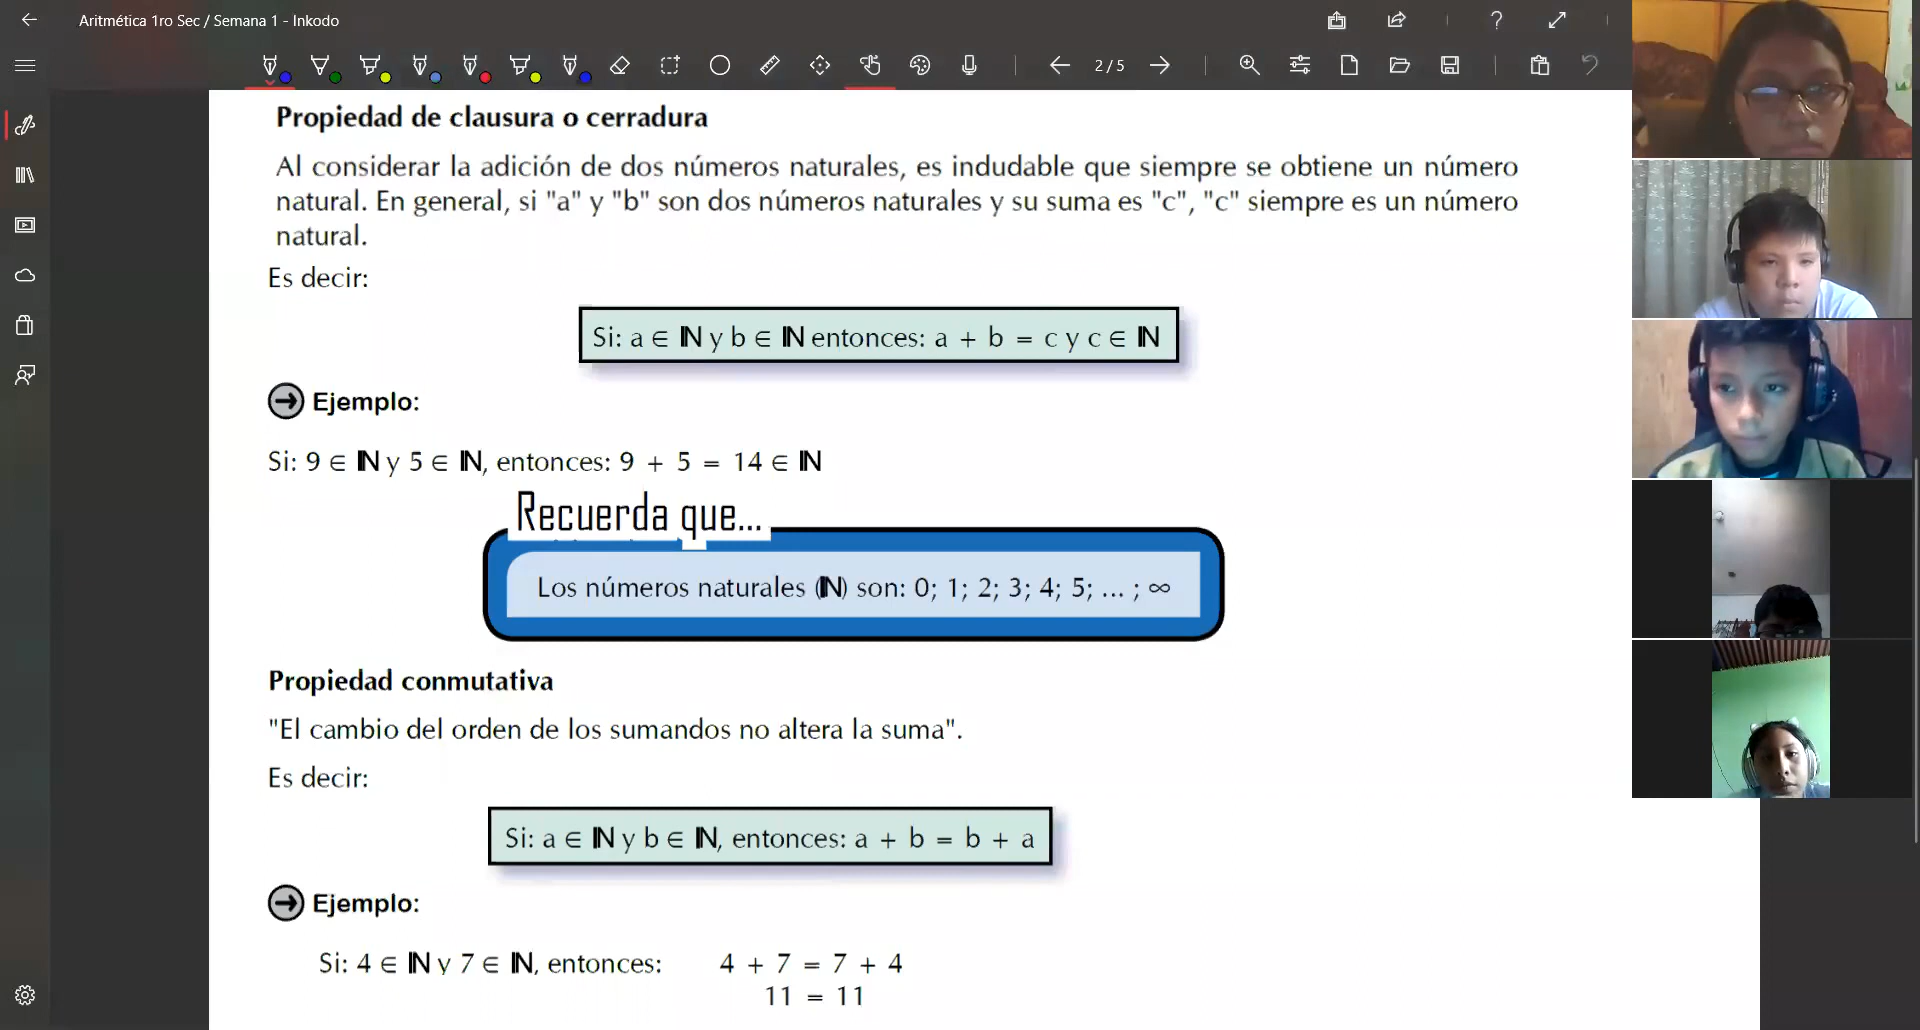 Aritmética 1ro Sec / Semana 1 - Inkodo
2 / 5
Propiedad de clausura o cerradura
Al considerar la adición de dos números naturales, es indudable que siempre se obtiene un número
natural. En general, si "a" y "b" son dos números naturales y su suma es "c", "c" siempre es un número
natural.
Es decir:
Si: a ∈ ℕ y b ∈ ℕ entonces: a + b = c y c ∈ ℕ
Ejemplo:
Si: 9 ∈ ℕ y 5 ∈ ℕ, entonces: 9 + 5 = 14 ∈ ℕ
Recuerda que...
Los números naturales (ℕ) son: 0; 1; 2; 3; 4; 5; ... ; ∞
Propiedad conmutativa
"El cambio del orden de los sumandos no altera la suma".
Es decir:
Si: a ∈ ℕ y b ∈ ℕ, entonces: a + b = b + a
Ejemplo:
Si: 4 ∈ ℕ y 7 ∈ ℕ, entonces: 4 + 7 = 7 + 4
11 = 11